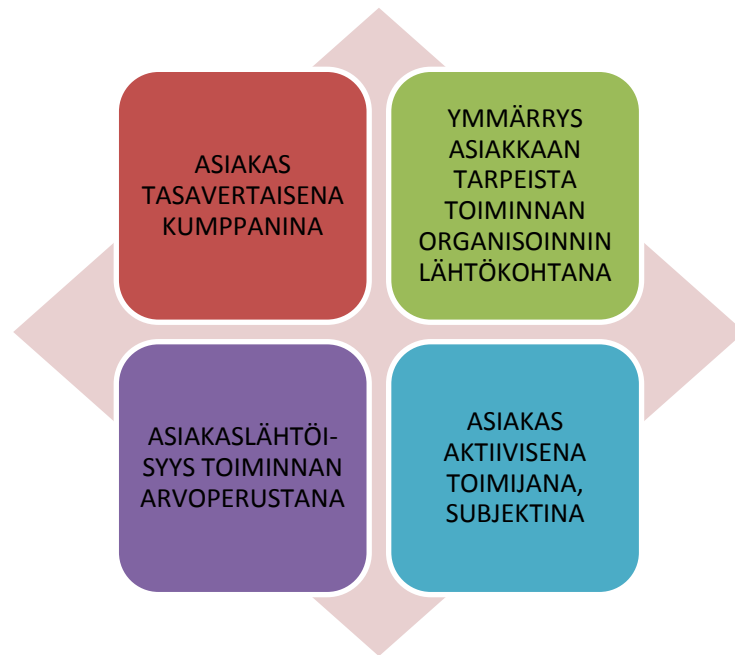 ASIAKAS
TASAVERTAISENA
KUMPPANINA
YMMÄRRYS
ASIAKKAAN
TARPEISTA
TOIMINNAN
ORGANISOINNIN
LÄHTÖKOHTANA
ASIAKASLÄHTÖI-
SYYS TOIMINNAN
ARVOPERUSTANA
ASIAKAS
AKTIIVISENA
TOIMIJANA,
SUBJEKTINA